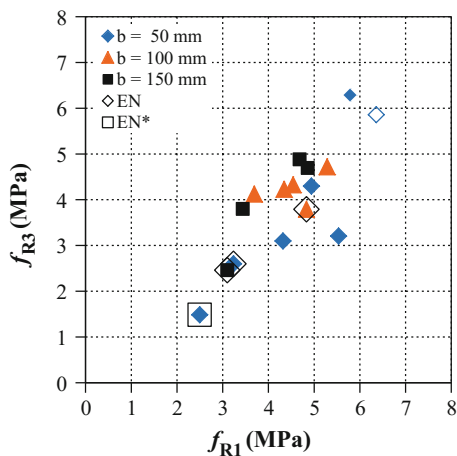 8
7
6
5
4
3
2
1
0
b = 50 mm
b = 100 mm
b = 150 mm
EN
EN*
fR3 (MPa)
0 1 2 3 4 5 6 7 8
fR1 (MPa)